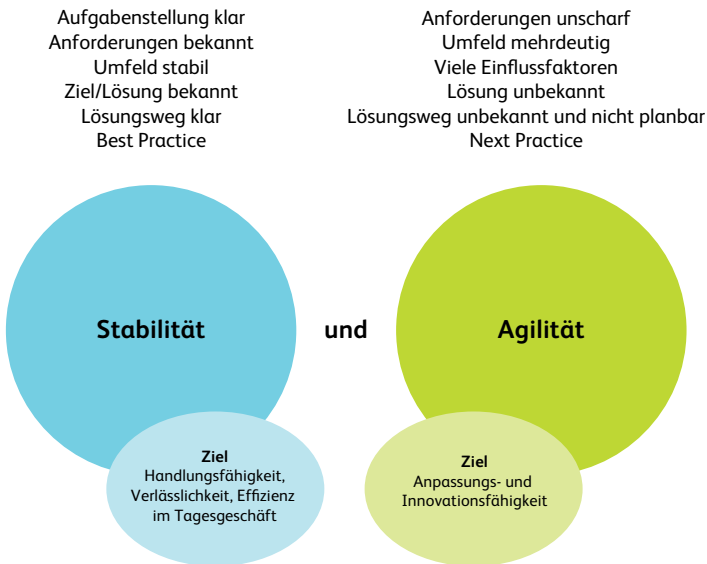 Aufgabenstellung klar
Anforderungen bekannt
Umfeld stabil
Ziel/Lösung bekannt
Lösungsweg klar
Best Practice
Anforderungen unscharf
Umfeld mehrdeutig
Viele Einflussfaktoren
Lösung unbekannt
Lösungsweg unbekannt und nicht planbar
Next Practice
Stabilität
und
Agilität
Ziel
Handlungsfähigkeit,
Verlässlichkeit, Effizienz
im Tagesgeschäft
Ziel
Anpassungs- und
Innovationsfähigkeit